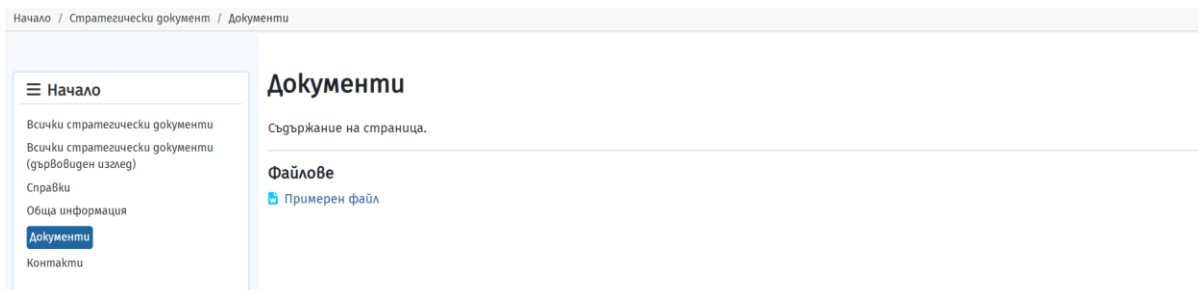 Начало / Стратегически документ / Документи
Начало
Всички стратегически документи
Всички стратегически документи
(дървовиден изглед)
Справки
Обща информация
Документи
Контакти
Документи
Съдържание на страница.
Файлове
Примерен файл